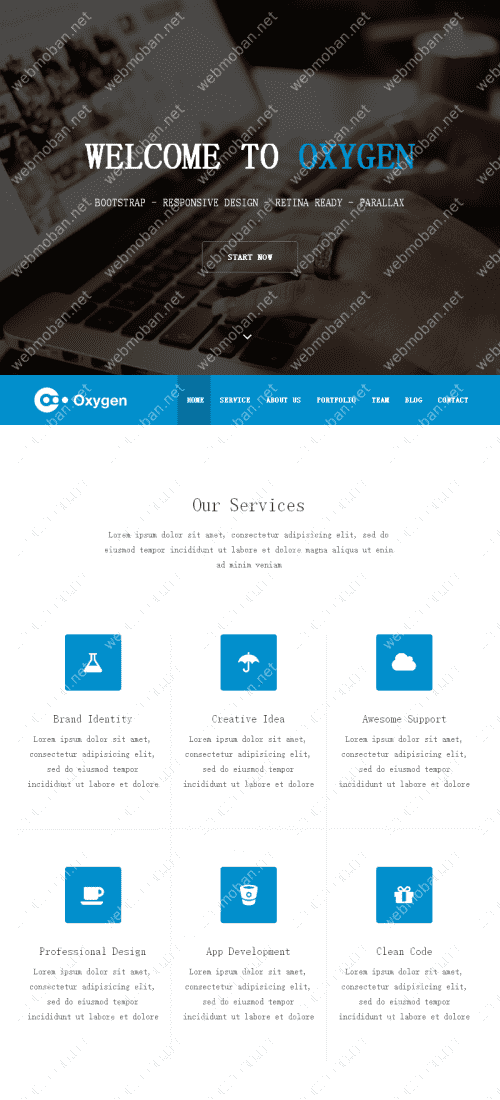 WELCOME TO OXYGEN
BOOTSTRAP - RESPONSIVE DESIGN - RETINA READY - PARALLAX
START NOW
Oxygen
HOME SERVICE ABOUT US PORTFOLIO TEAM BLOG CONTACT
Our Services
Lorem ipsum dolor sit amet, consectetur adipisicing elit, sed do
eiusmod tempor incididunt ut labore et dolore magna aliqua ut enim
ad minim veniam
Brand Identity
Lorem ipsum dolor sit amet,
consectetur adipisicing elit,
sed do eiusmod tempor
incididunt ut labore et dolore
Creative Idea
Lorem ipsum dolor sit amet,
consectetur adipisicing elit,
sed do eiusmod tempor
incididunt ut labore et dolore
Awesome Support
Lorem ipsum dolor sit amet,
consectetur adipisicing elit,
sed do eiusmod tempor
incididunt ut labore et dolore
Professional Design
Lorem ipsum dolor sit amet,
consectetur adipisicing elit,
sed do eiusmod tempor
incididunt ut labore et dolore
App Development
Lorem ipsum dolor sit amet,
consectetur adipisicing elit,
sed do eiusmod tempor
incididunt ut labore et dolore
Clean Code
Lorem ipsum dolor sit amet,
consectetur adipisicing elit,
sed do eiusmod tempor
incididunt ut labore et dolore
webmoban.net